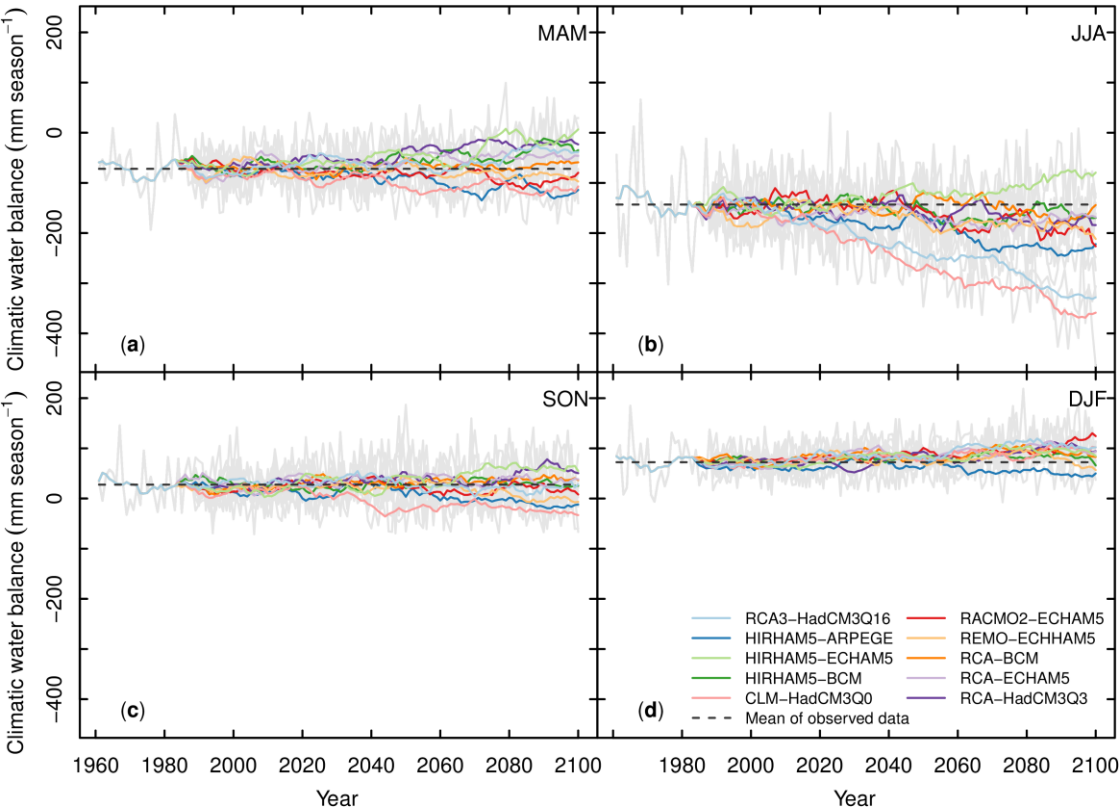 Climatic water balance (mm season⁻¹)
200
0
−200
−400
MAM
(a)
JJA
(b)
Climatic water balance (mm season⁻¹)
200
0
−200
−400
SON
(c)
DJF
RCA3−HadCM3Q16
HIRHAM5−ARPEGE
HIRHAM5−ECHAM5
HIRHAM5−BCM
CLM−HadCM3Q0
Mean of observed data
RACMO2−ECHAM5
REMO−ECHHAM5
RCA−BCM
RCA−ECHAM5
RCA−HadCM3Q3
(d)
1960 1980 2000 2020 2040 2060 2080 2100
1980 2000 2020 2040 2060 2080 2100
Year
Year